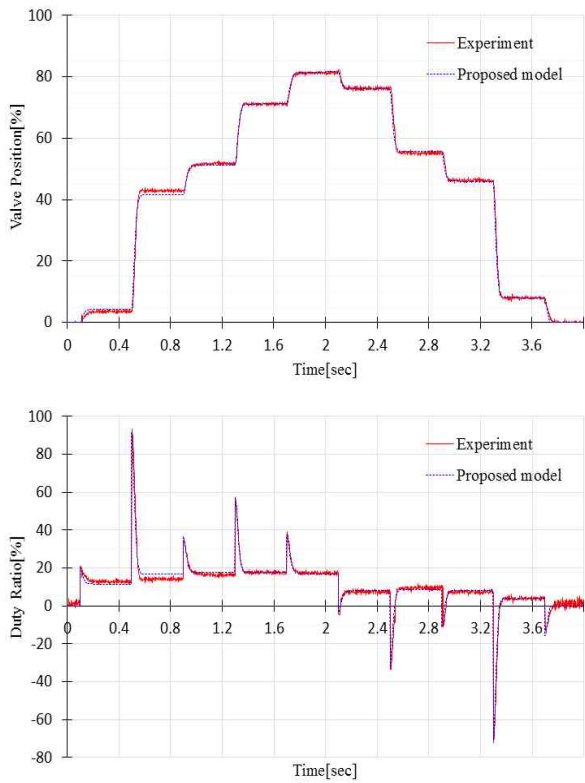 100
80
60
40
20
0
Valve Position[%]
Experiment
Proposed model
0 0.4 0.8 1.2 1.6 2 2.4 2.8 3.2 3.6
Time[sec]
100
80
60
40
20
0
-20
-40
-60
-80
Duty Ratio[%]
Experiment
Proposed model
0 0.4 0.8 1.2 1.6 2 2.4 2.8 3.2 3.6
Time[sec]